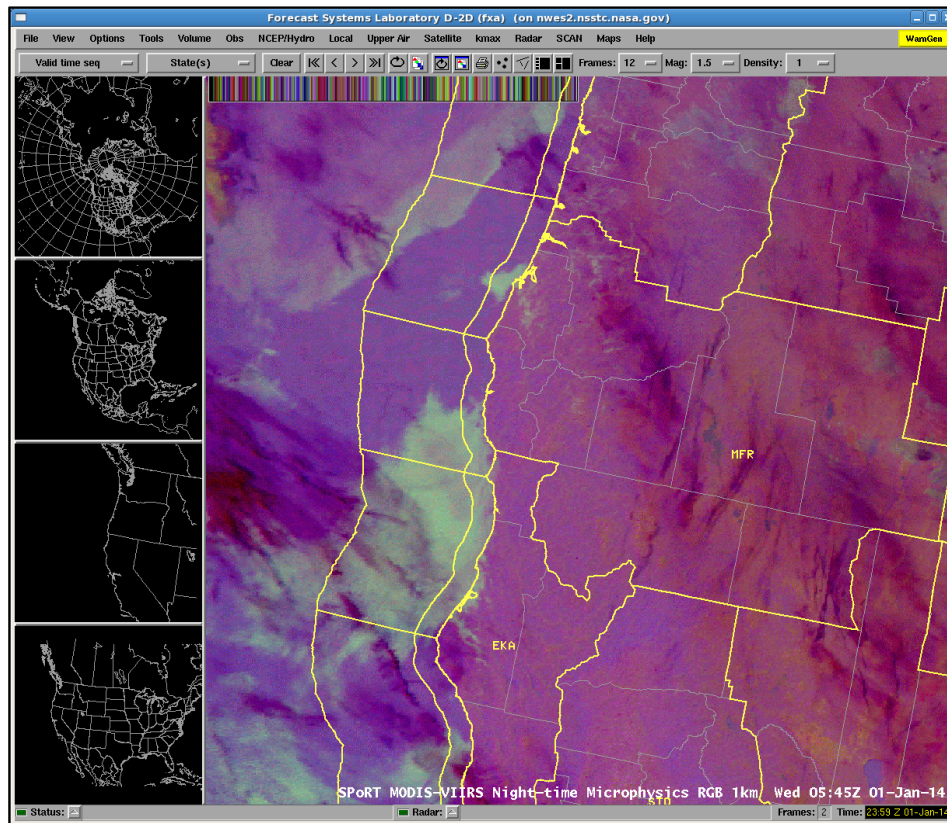 Forecast Systems Laboratory D-2D (fxa) (on nwes2.nsstc.nasa.gov)
File View Options Tools Volume Obs NCEP/Hydro Local Upper Air Satellite kmax Radar SCAN Maps Help WarnGen
Valid time seq State(s) Clear Frames: 12 Mag: 1.5 Density: 1
MFR
EKA
SPoRT MODIS-VIIRS Night-time Microphysics RGB 1km Wed 05:45Z 01-Jan-14
STO
Status: Radar: Frames: 2 Time: 23:59 Z 01-Jan-14